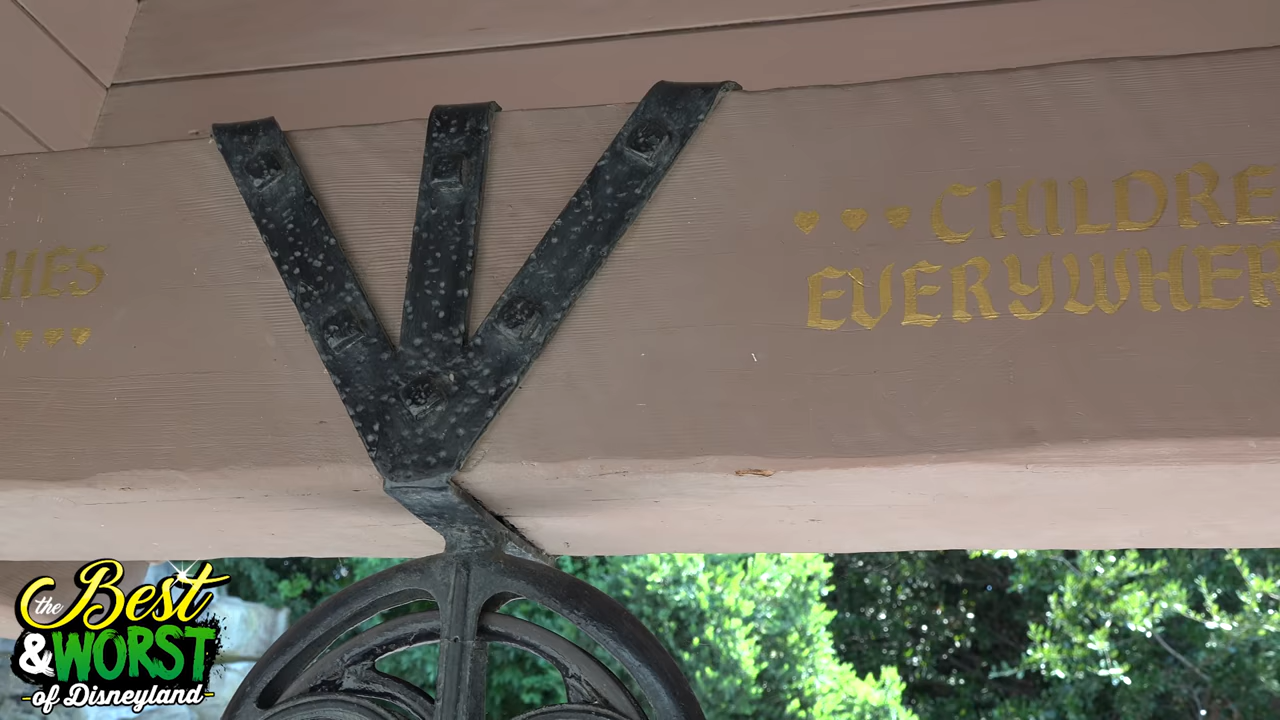 HES
♥♥♥
♥♥♥CHILDRE
EVERYWHER
the Best
& WORST
-of Disneyland-